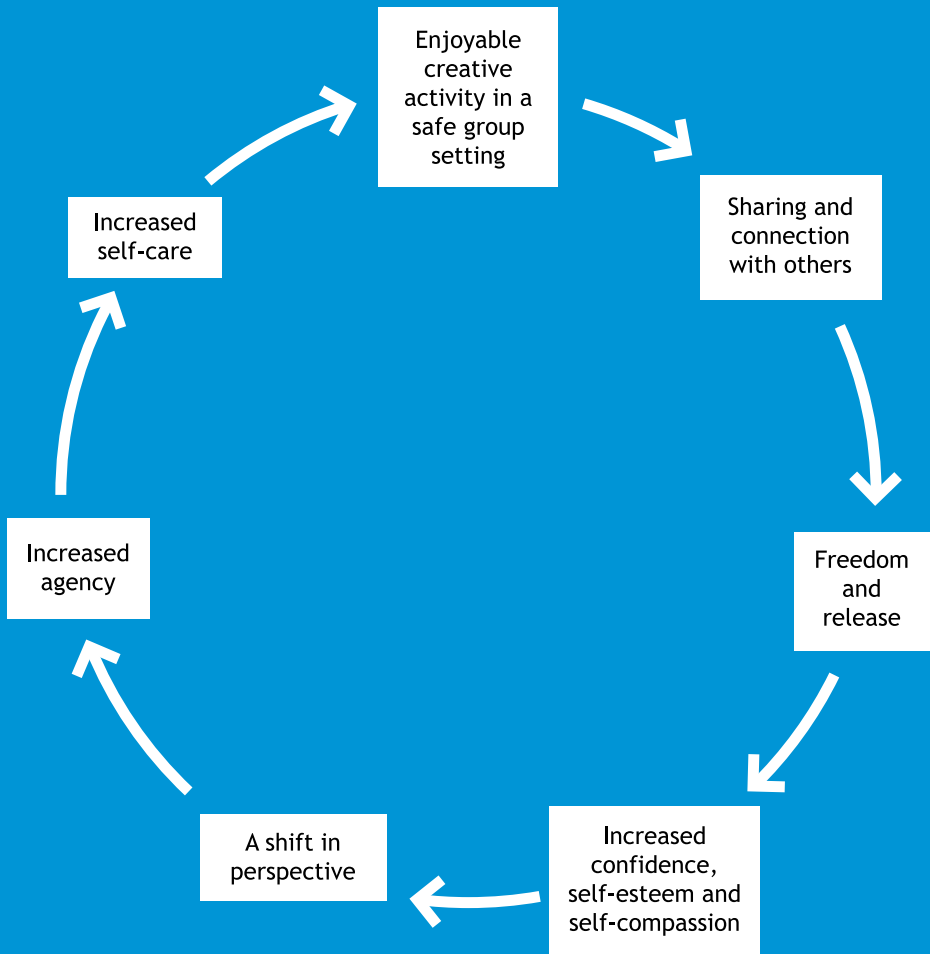 Enjoyable
creative
activity in a
safe group
setting
Sharing and
connection
with others
Freedom
and
release
Increased
confidence,
self-esteem and
self-compassion
A shift in
perspective
Increased
agency
Increased
self-care